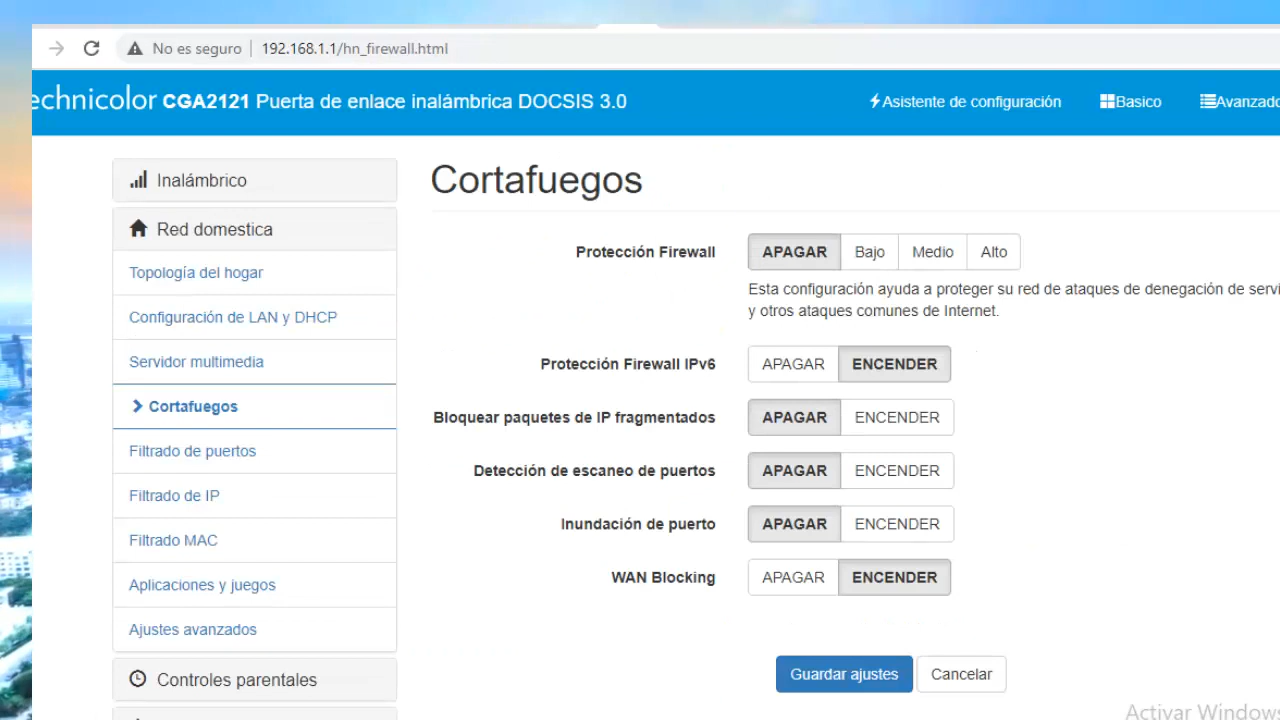 No es seguro 192.168.1.1/hn_firewall.html
echnicolor CGA2121 Puerta de enlace inalámbrica DOCSIS 3.0
Asistente de configuración
Basico
Avanzado
Inalámbrico
Red domestica
Topología del hogar
Configuración de LAN y DHCP
Servidor multimedia
Cortafuegos
Filtrado de puertos
Filtrado de IP
Filtrado MAC
Aplicaciones y juegos
Ajustes avanzados
Controles parentales
Cortafuegos
Protección Firewall APAGAR Bajo Medio Alto
Esta configuración ayuda a proteger su red de ataques de denegación de servi
y otros ataques comunes de Internet.
Protección Firewall IPv6 APAGAR ENCENDER
Bloquear paquetes de IP fragmentados APAGAR ENCENDER
Detección de escaneo de puertos APAGAR ENCENDER
Inundación de puerto APAGAR ENCENDER
WAN Blocking APAGAR ENCENDER
Guardar ajustes Cancelar
Activar Windows